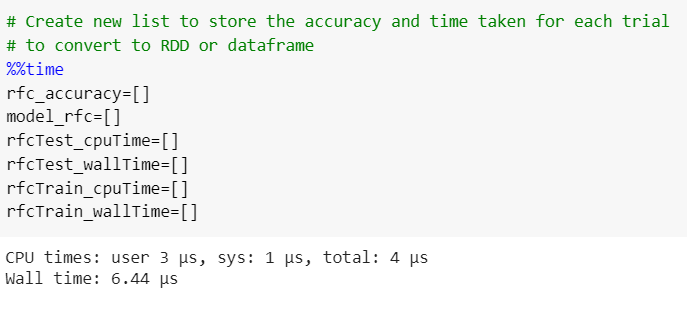 # Create new list to store the accuracy and time taken for each trial
# to convert to RDD or dataframe
%%time
rfc_accuracy=[]
model_rfc=[]
rfcTest_cpuTime=[]
rfcTest_wallTime=[]
rfcTrain_cpuTime=[]
rfcTrain_wallTime=[]
CPU times: user 3 µs, sys: 1 µs, total: 4 µs
Wall time: 6.44 µs